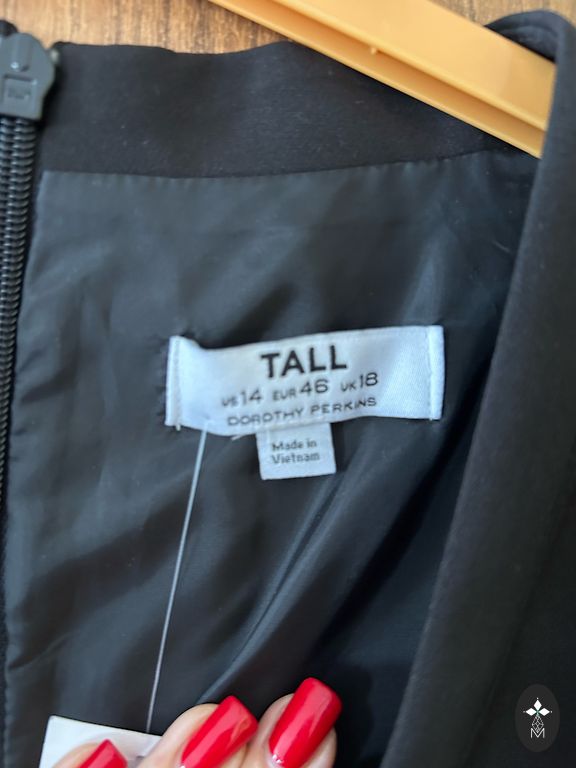 TALL
US 14 EUR 46 UK 18
DOROTHY PERKINS
Made in
Vietnam